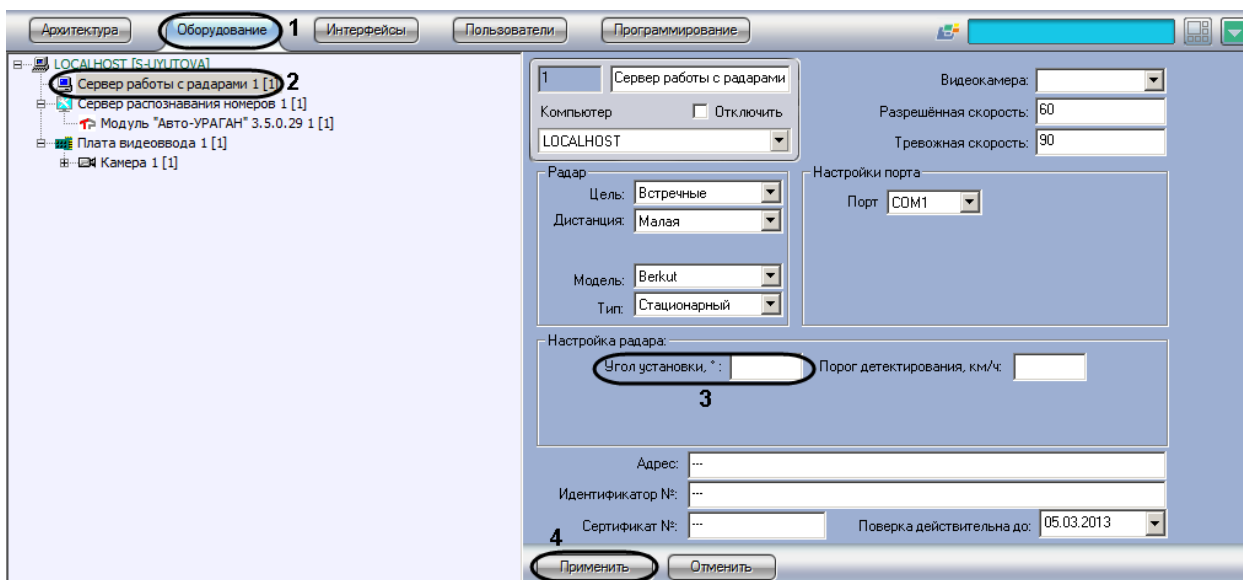 Архитектура Оборудование 1 Интерфейсы Пользователи Программирование
LOCALHOST [S-UYUTOVA]
Сервер работы с радарами 1 [1] 2
Сервер распознавания номеров 1 [1]
Модуль "Авто-УРАГАН" 3.5.0.29 1 [1]
Плата видеоввода 1 [1]
Камера 1 [1]
1 Сервер работы с радарами
Компьютер Отключить
LOCALHOST
Видеокамера:
Разрешённая скорость: 60
Тревожная скорость: 90
Радар
Цель: Встречные
Дистанция: Малая
Модель: Berkut
Тип: Стационарный
Настройки порта
Порт COM1
Настройка радара:
Угол установки, ° : Порог детектирования, км/ч:
3
Адрес: ---
Идентификатор №: ---
Сертификат №: --- Поверка действительна до: 05.03.2013
4
Применить Отменить